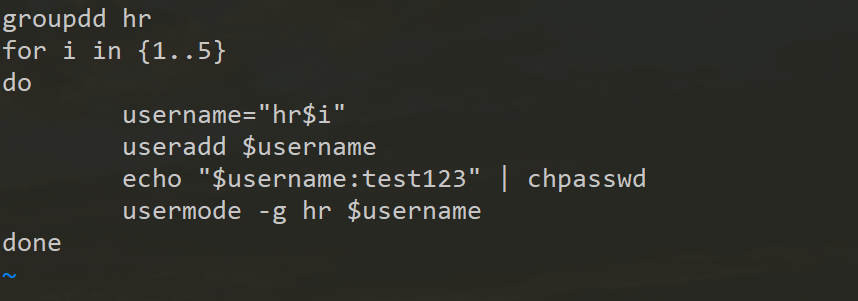 groupdd hr
for i in {1..5}
do
        username="hr$i"
        useradd $username
        echo "$username:test123" | chpasswd
        usermode -g hr $username
done
~